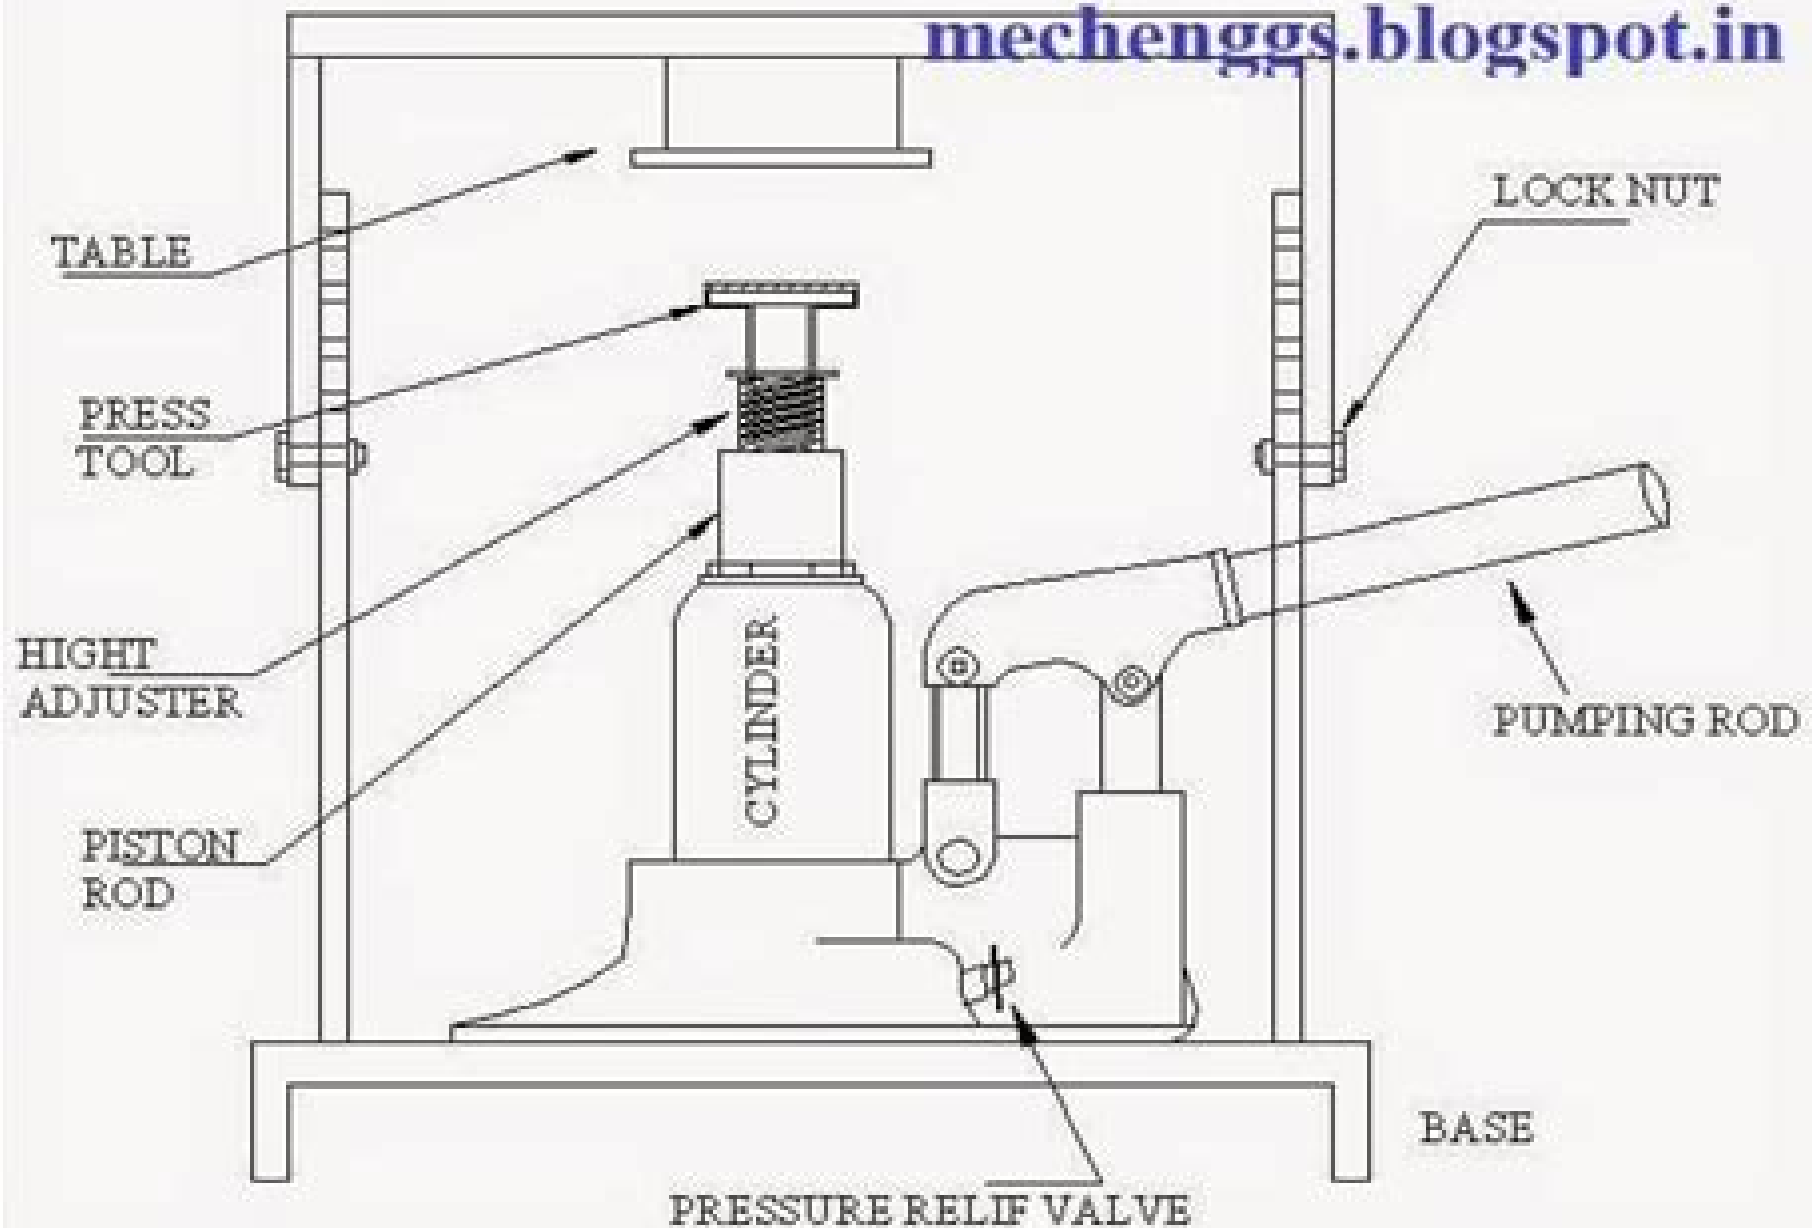 mechenggs.blogspot.in
LOCK NUT
TABLE
PRESS
TOOL
HIGHT
ADJUSTER
CYLINDER
PUMPING ROD
PISTON
ROD
BASE
PRESSURE RELIF VALVE